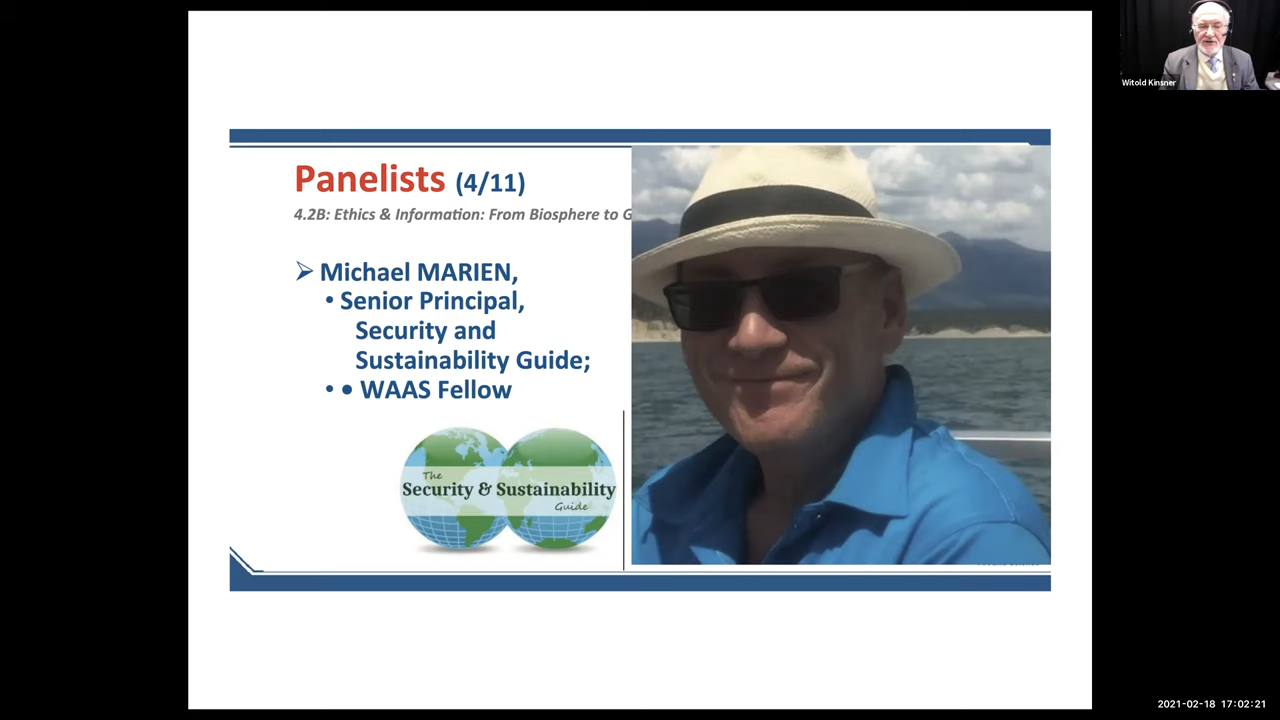 Panelists (4/11)
4.2B: Ethics & Information: From Biosphere to G
➢ Michael MARIEN,
• Senior Principal,
Security and
Sustainability Guide;
• • WAAS Fellow
The
Security & Sustainability
Guide
Witold Kinsner
2021-02-18 17:02:21